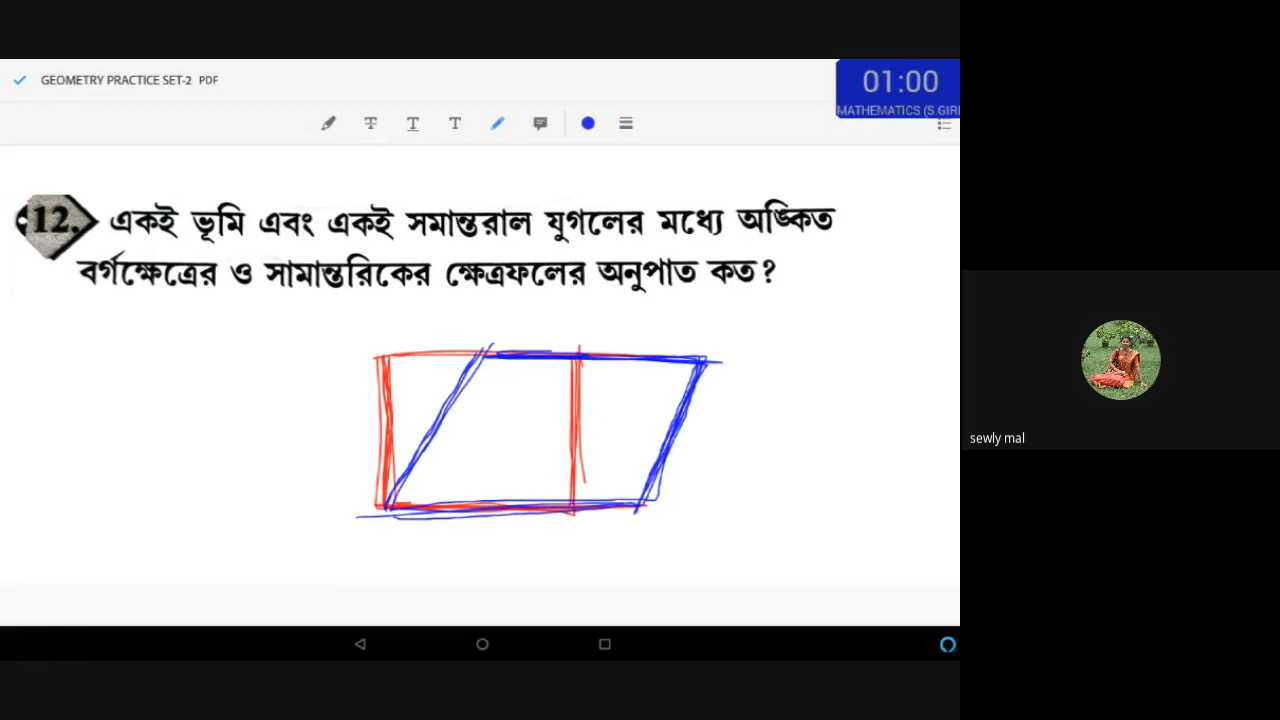 GEOMETRY PRACTICE SET-2 PDF
01:00
MATHEMATICS (S.GIRI
T T T
12. একই ভূমি এবং একই সমান্তরাল যুগলের মধ্যে অঙ্কিত
বর্গক্ষেত্রের ও সামান্তরিকের ক্ষেত্রফলের অনুপাত কত?
sewly mal